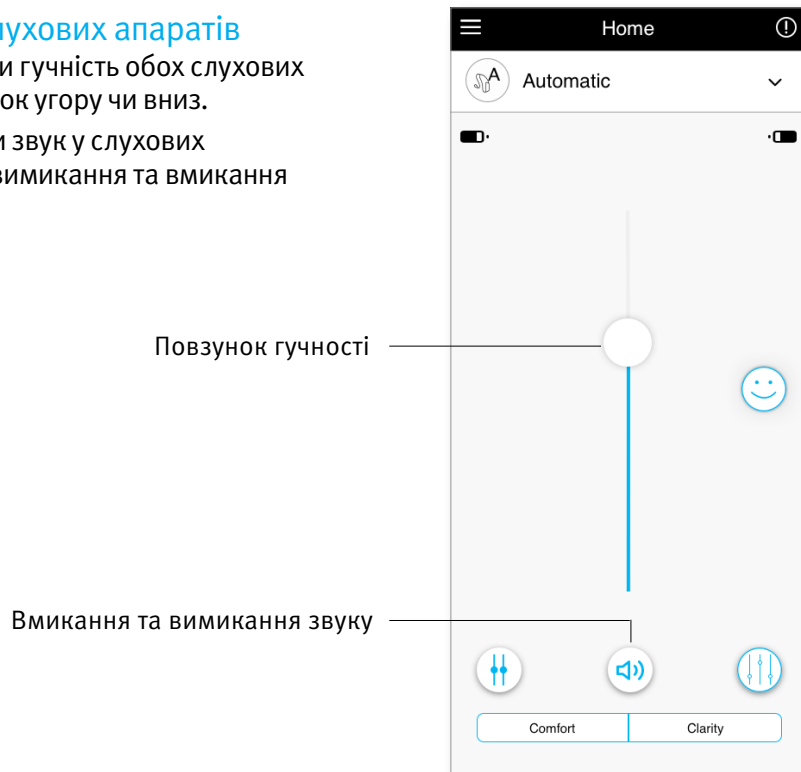 лухових апаратів
и гучність обох слухових
ок угору чи вниз.
и звук у слухових
вимикання та вмикання
Повзунок гучності
Вмикання та вимикання звуку
Home
A Automatic
Comfort Clarity